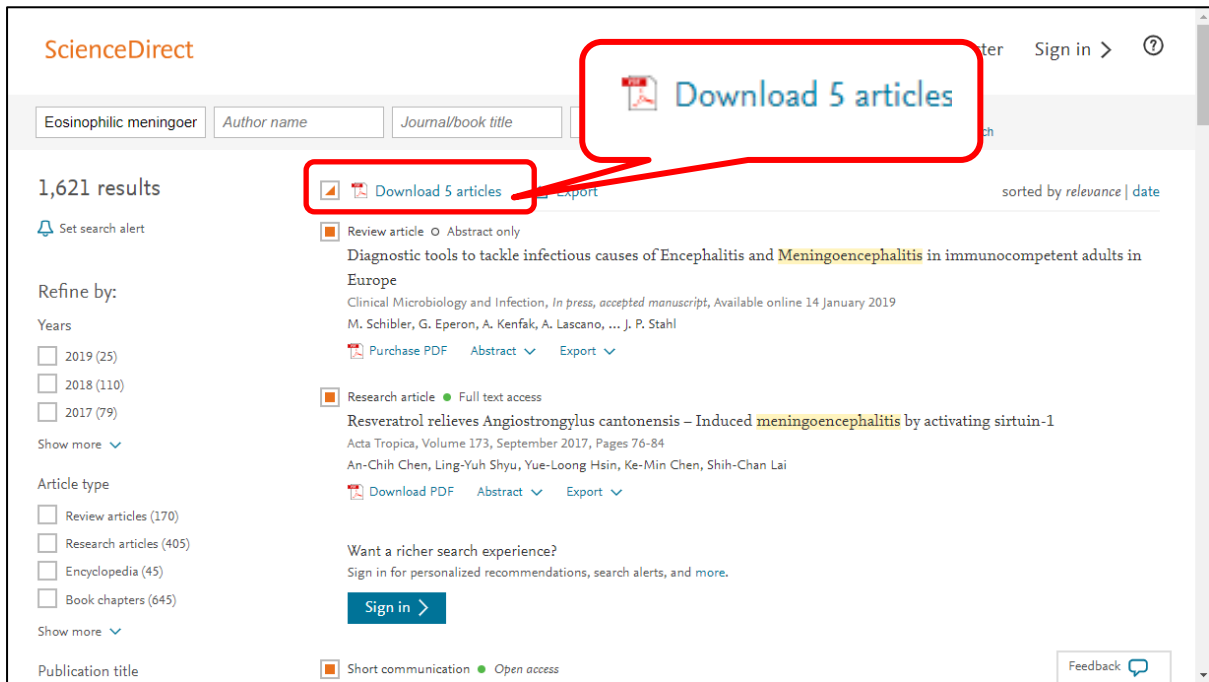 ScienceDirect
Sign in >
?
Download 5 articles
Eosinophilic meningoer
Author name
Journal/book title
1,621 results
Download 5 articles
Export
sorted by relevance | date
Set search alert
Review article Abstract only
Diagnostic tools to tackle infectious causes of Encephalitis and Meningoencephalitis in immunocompetent adults in
Europe
Clinical Microbiology and Infection, In press, accepted manuscript, Available online 14 January 2019
M. Schibler, G. Eperon, A. Kenfak, A. Lascano, ... J. P. Stahl
Purchase PDF Abstract Export
Refine by:
Years
2019 (25)
2018 (110)
2017 (79)
Show more
Research article Full text access
Resveratrol relieves Angiostrongylus cantonensis – Induced meningoencephalitis by activating sirtuin-1
Acta Tropica, Volume 173, September 2017, Pages 76-84
An-Chih Chen, Ling-Yuh Shyu, Yue-Loong Hsin, Ke-Min Chen, Shih-Chan Lai
Download PDF Abstract Export
Article type
Review articles (170)
Research articles (405)
Encyclopedia (45)
Book chapters (645)
Show more
Want a richer search experience?
Sign in for personalized recommendations, search alerts, and more.
Sign in >
Publication title
Short communication Open access
Feedback